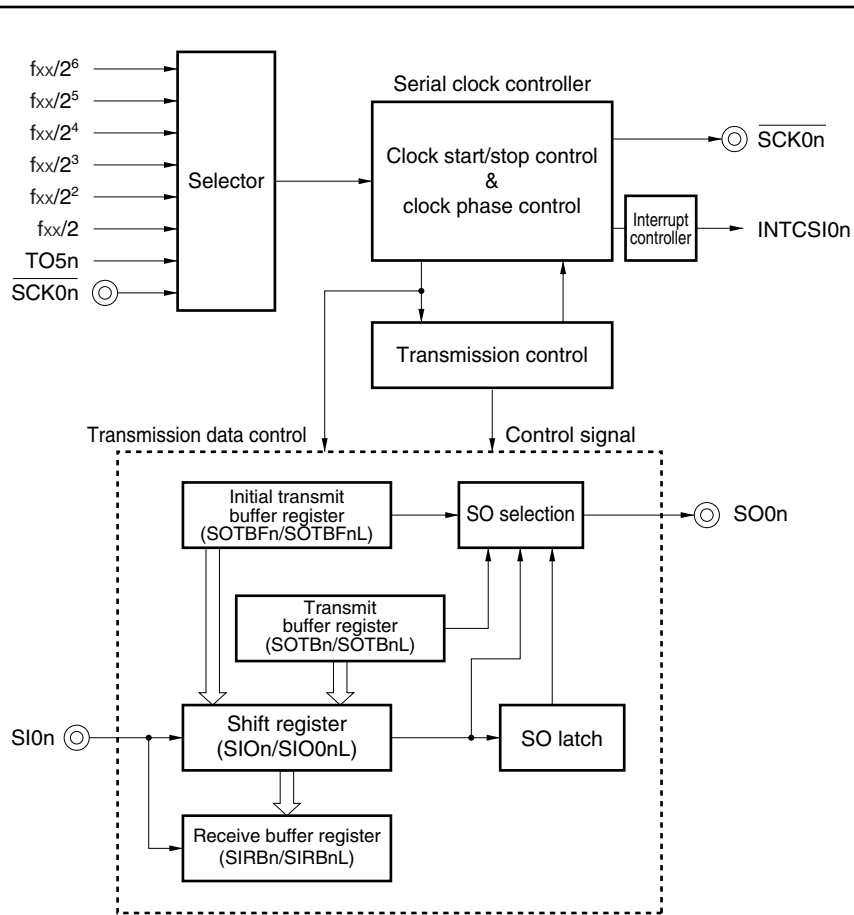 fxx/2⁶
fxx/2⁵
fxx/2⁴
fxx/2³
fxx/2²
fxx/2
TO5n
SCK0n
Selector
Serial clock controller
Clock start/stop control
&
clock phase control
SCK0n
Interrupt
controller
INTCSI0n
Transmission control
Transmission data control
Control signal
Initial transmit
buffer register
(SOTBFn/SOTBFnL)
SO selection
SO0n
Transmit
buffer register
(SOTBn/SOTBnL)
SI0n
Shift register
(SIOn/SIO0nL)
SO latch
Receive buffer register
(SIRBn/SIRBnL)